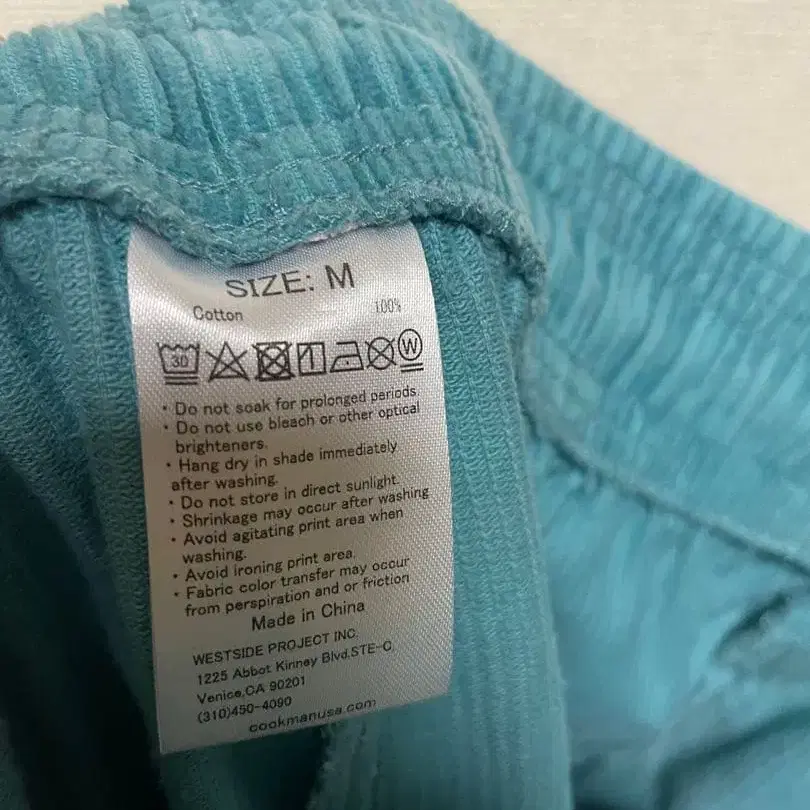 SIZE: M
Cotton 100%
30 W
· Do not soak for prolonged periods
· Do not use bleach or other optical
brighteners.
· Hang dry in shade immediately
after washing.
· Do not store in direct sunlight.
· Shrinkage may occur after washing
· Avoid agitating print area when
washing.
· Avoid ironing print area.
· Fabric color transfer may occur
from perspiration and or friction
Made in China
WESTSIDE PROJECT INC.
1225 Abbot Kinney Blvd,STE-C,
Venice,CA 90201
(310)450-4090
cookmanusa.com